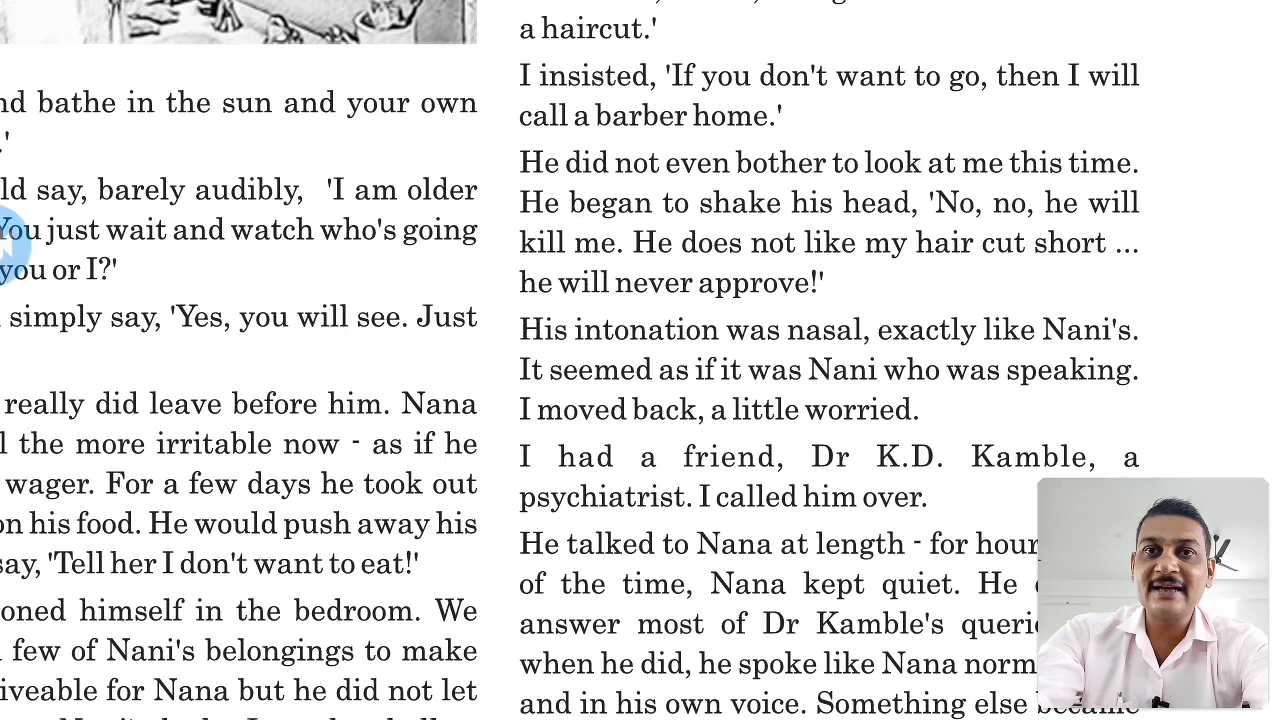 nd bathe in the sun and your own
.'
ld say, barely audibly, 'I am older
You just wait and watch who's going
you or I?'
simply say, 'Yes, you will see. Just
really did leave before him. Nana
l the more irritable now - as if he
wager. For a few days he took out
on his food. He would push away his
say, 'Tell her I don't want to eat!'
oned himself in the bedroom. We
few of Nani's belongings to make
iveable for Nana but he did not let
a haircut.'
I insisted, 'If you don't want to go, then I will
call a barber home.'
He did not even bother to look at me this time.
He began to shake his head, 'No, no, he will
kill me. He does not like my hair cut short ...
he will never approve!'
His intonation was nasal, exactly like Nani's.
It seemed as if it was Nani who was speaking.
I moved back, a little worried.
I had a friend, Dr K.D. Kamble, a
psychiatrist. I called him over.
He talked to Nana at length - for hour
of the time, Nana kept quiet. He
answer most of Dr Kamble's queri
when he did, he spoke like Nana norm
and in his own voice. Something else became